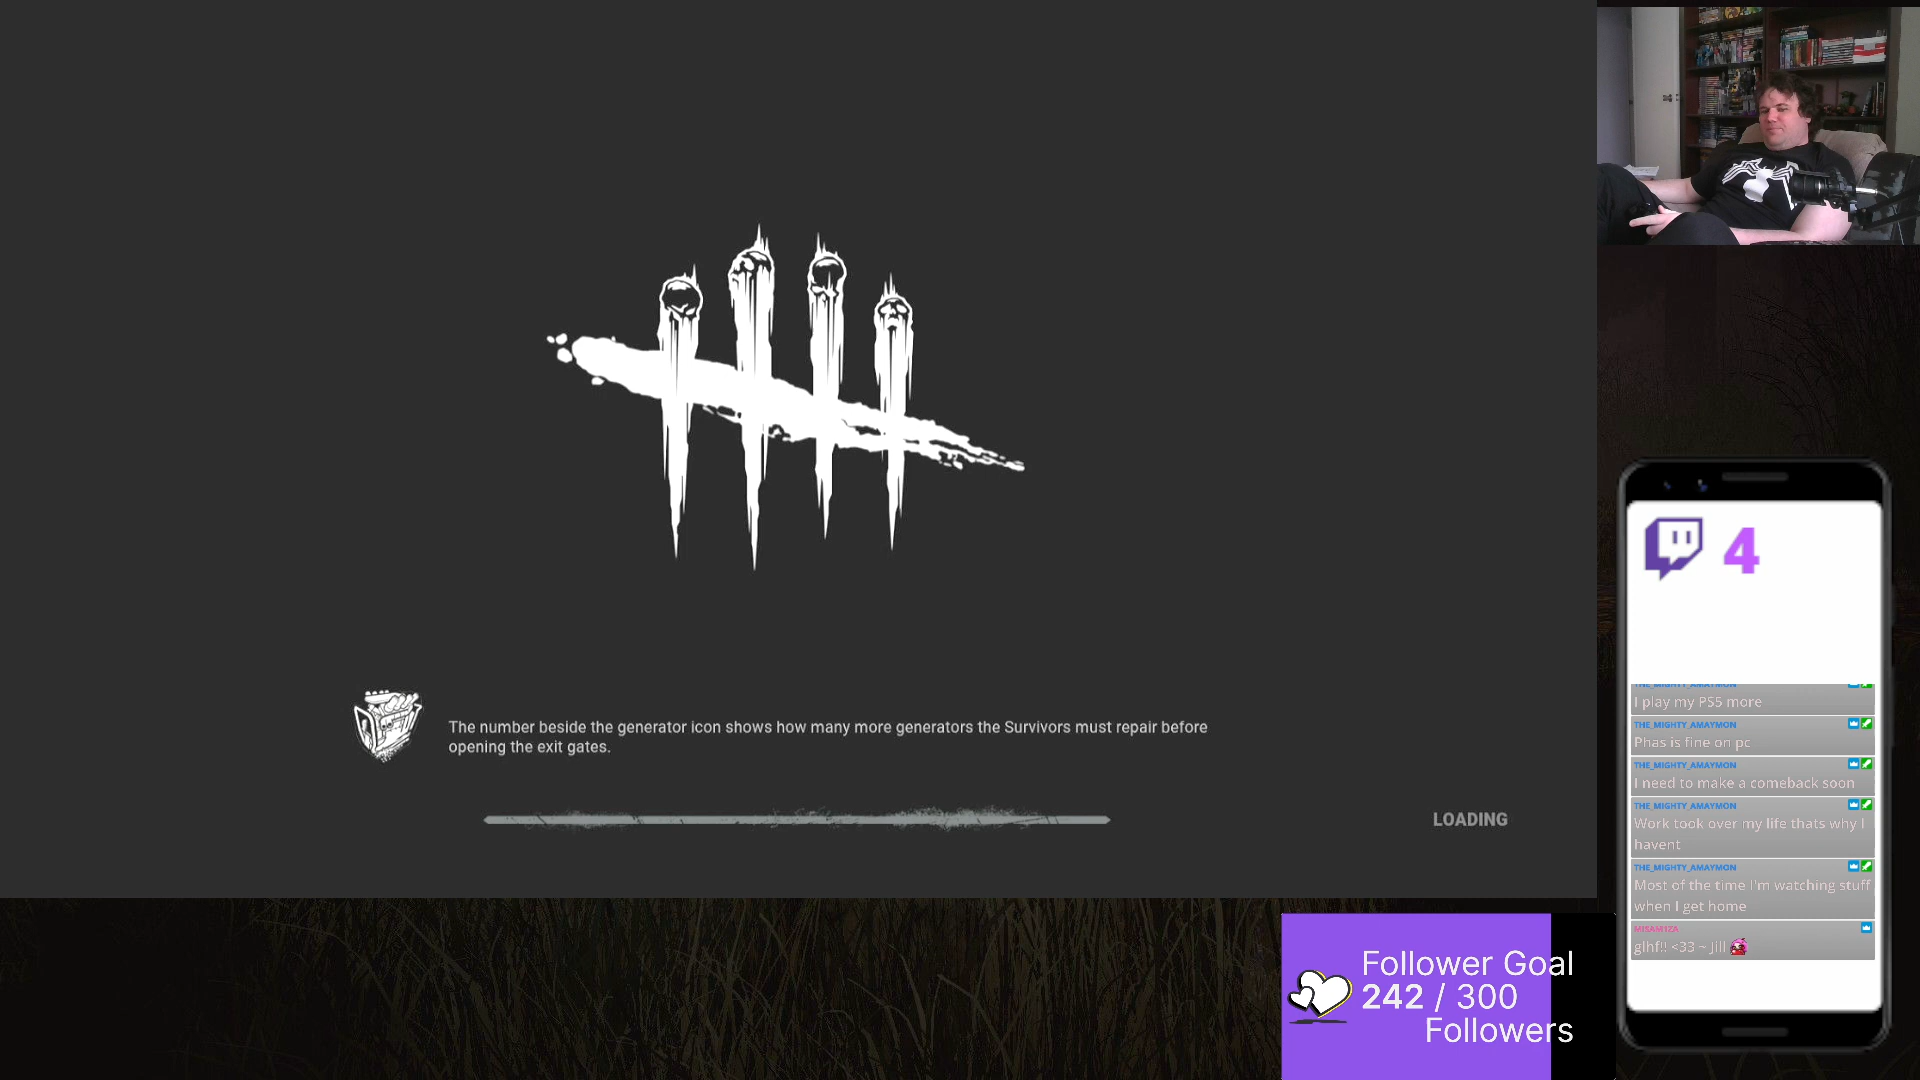 The number beside the generator icon shows how many more generators the Survivors must repair before
opening the exit gates.
LOADING
4
THE_MIGHTY_AMAYMON
I play my PS5 more
THE_MIGHTY_AMAYMON
Phas is fine on pc
THE_MIGHTY_AMAYMON
I need to make a comeback soon
THE_MIGHTY_AMAYMON
Work took over my life thats why I
havent
THE_MIGHTY_AMAYMON
Most of the time I'm watching stuff
when I get home
MISAM1ZA
glhf!! <33 ~ Jill
Follower Goal
242 / 300
Followers